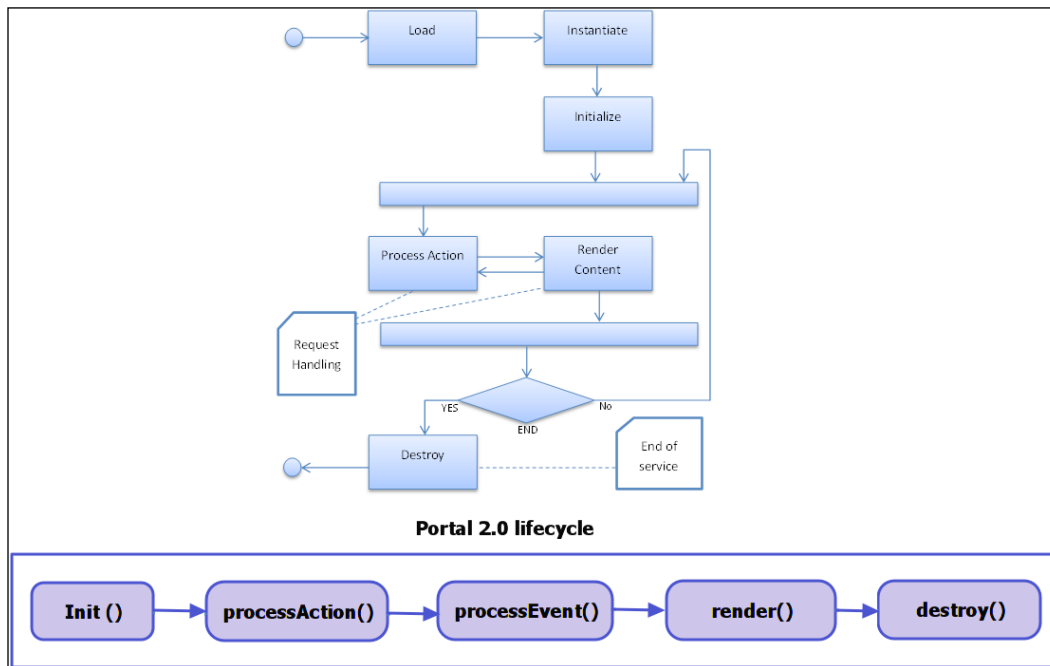 Load
Instantiate
Initialize
Process Action
Render
Content
Request
Handling
YES
No
END
Destroy
End of
service
Portal 2.0 lifecycle
Init ()
processAction()
processEvent()
render()
destroy()